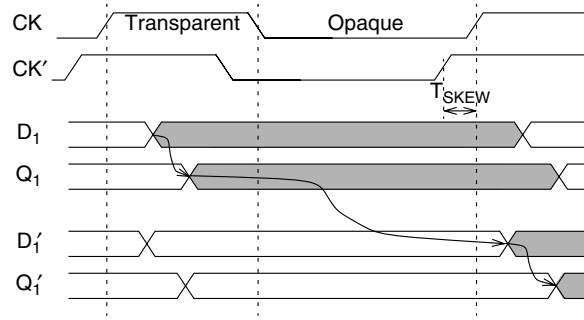 CK Transparent Opaque
CK′
T_SKEW
D₁
Q₁
D₁′
Q₁′